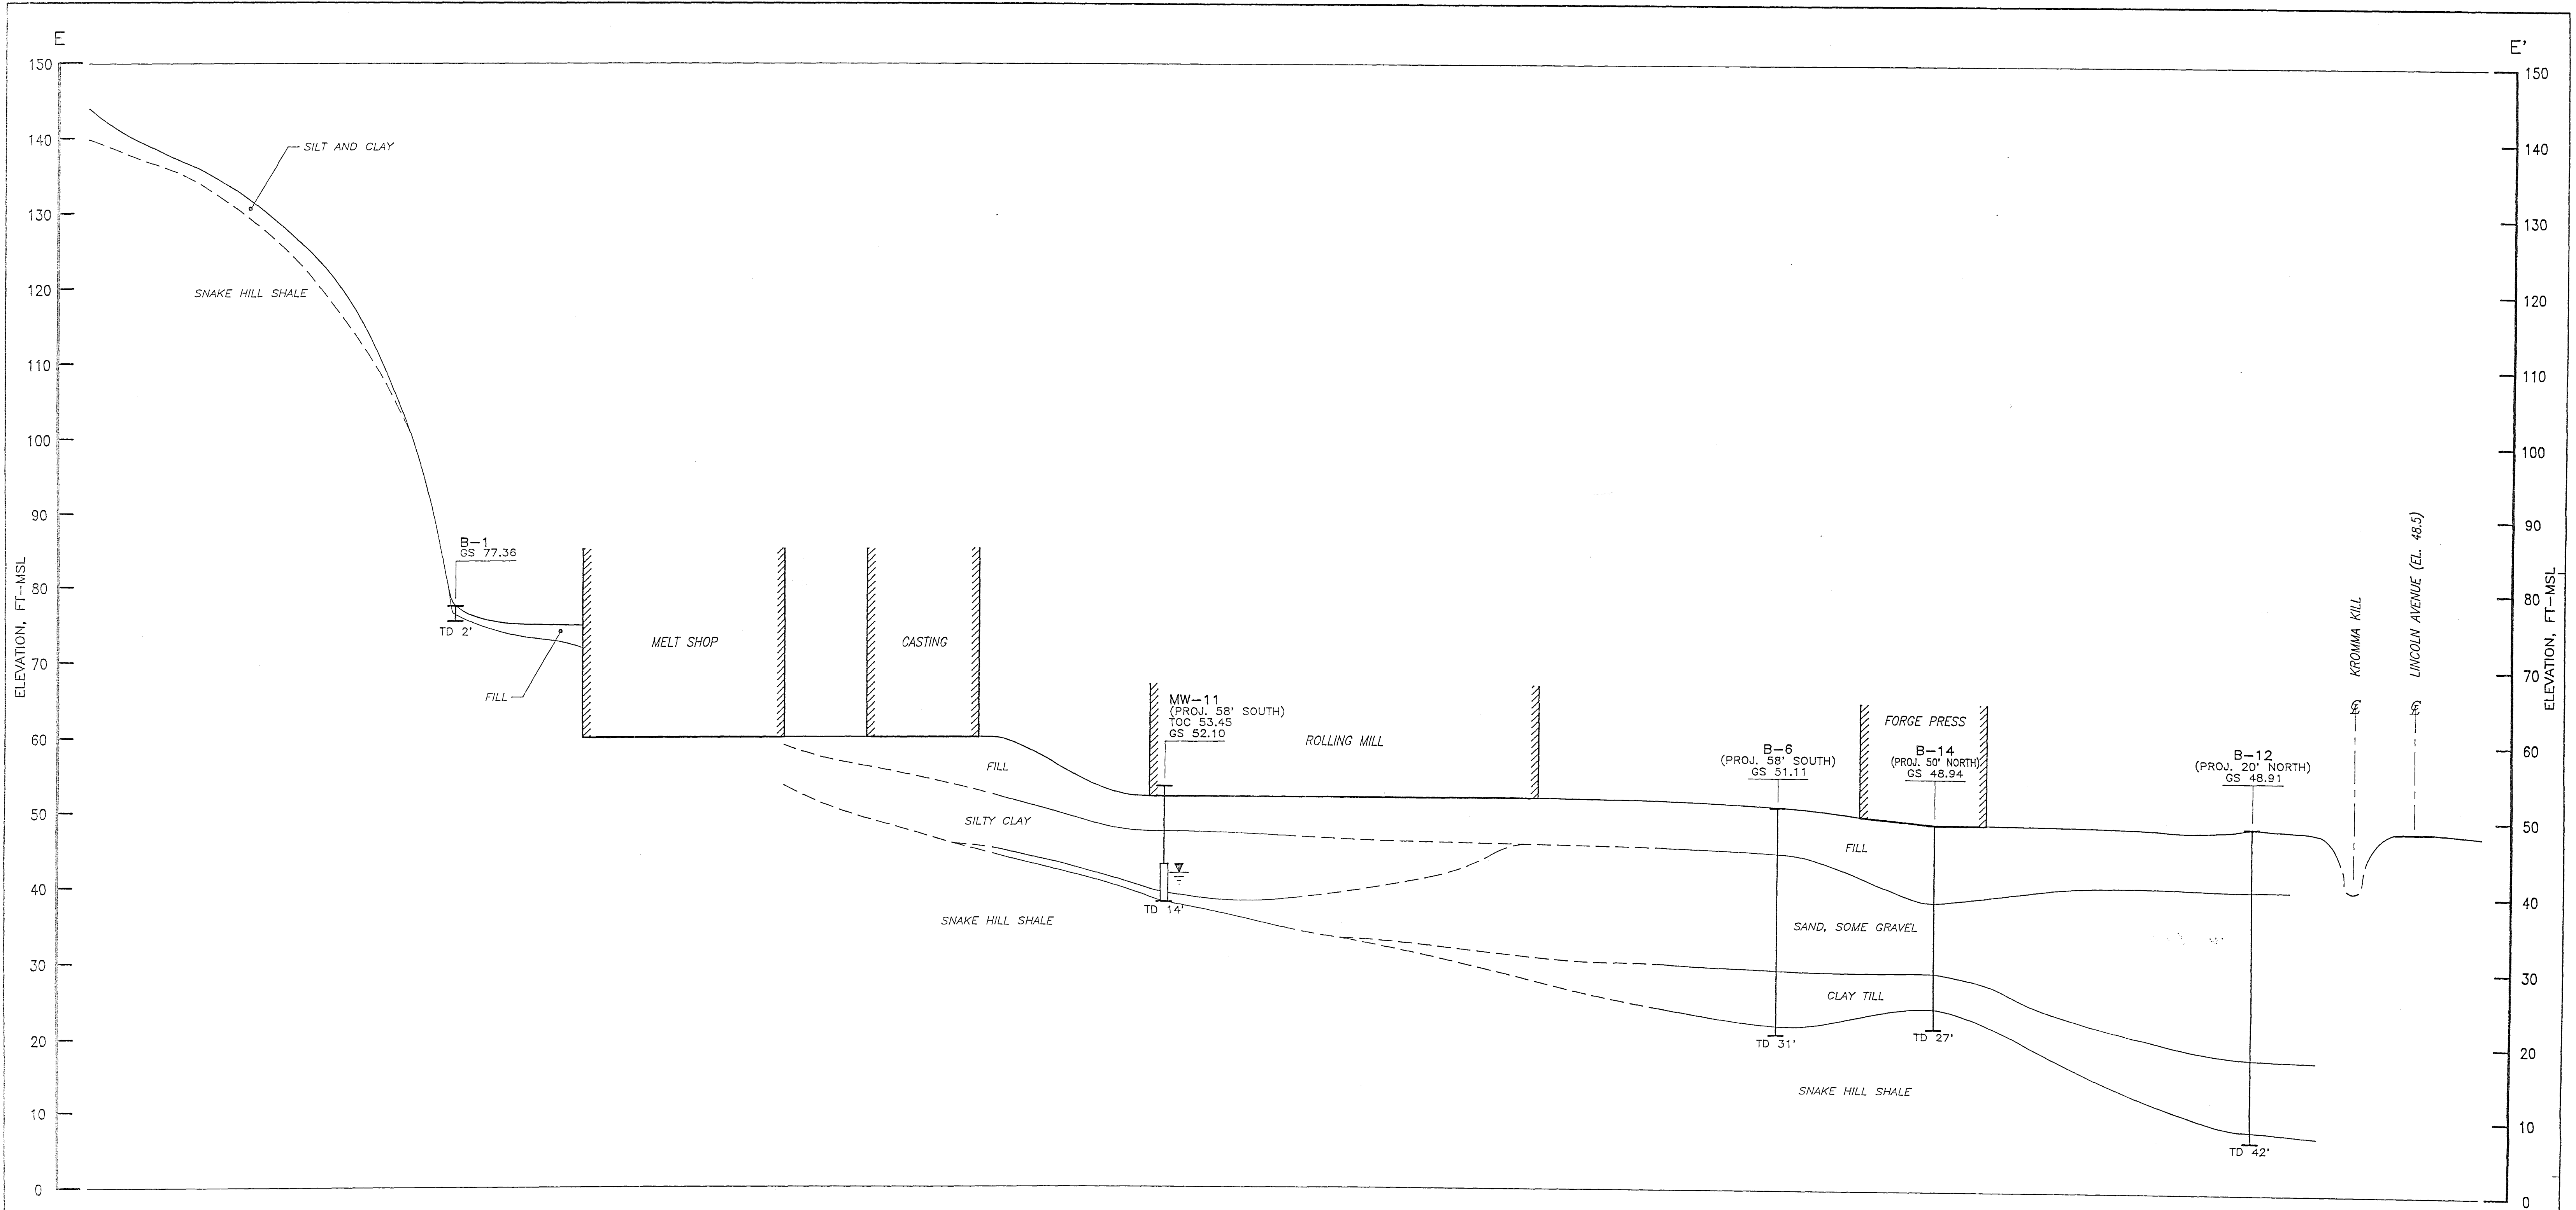 E
E'
150
140
130
120
110
100
90
80
70
60
50
40
30
20
10
0
ELEVATION, FT-MSL
SILT AND CLAY
SNAKE HILL SHALE
B-1
GS 77.36
TD 2'
FILL
MELT SHOP
CASTING
FILL
SILTY CLAY
SNAKE HILL SHALE
MW-11
(PROJ. 58' SOUTH)
TOC 53.45
GS 52.10
TD 14'
ROLLING MILL
B-6
(PROJ. 58' SOUTH)
GS 51.11
TD 31'
FORGE PRESS
B-14
(PROJ. 50' NORTH)
GS 48.94
TD 27'
FILL
SAND, SOME GRAVEL
CLAY TILL
SNAKE HILL SHALE
B-12
(PROJ. 20' NORTH)
GS 48.91
TD 42'
℄ KROMMA KILL
℄ LINCOLN AVENUE (EL. 48.5)
150
140
130
120
110
100
90
80
70
60
50
40
30
20
10
0
ELEVATION, FT-MSL